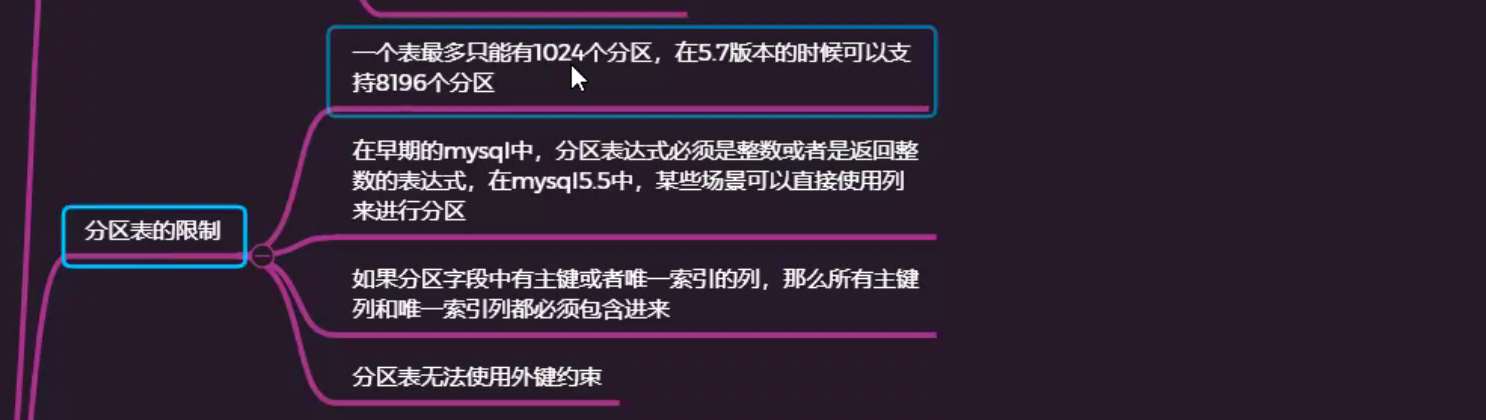 一个表最多只能有1024个分区，在5.7版本的时候可以支
持8196个分区
在早期的mysql中，分区表达式必须是整数或者是返回整
数的表达式，在mysql5.5中，某些场景可以直接使用列
来进行分区
分区表的限制
如果分区字段中有主键或者唯一索引的列，那么所有主键
列和唯一索引列都必须包含进来
分区表无法使用外键约束